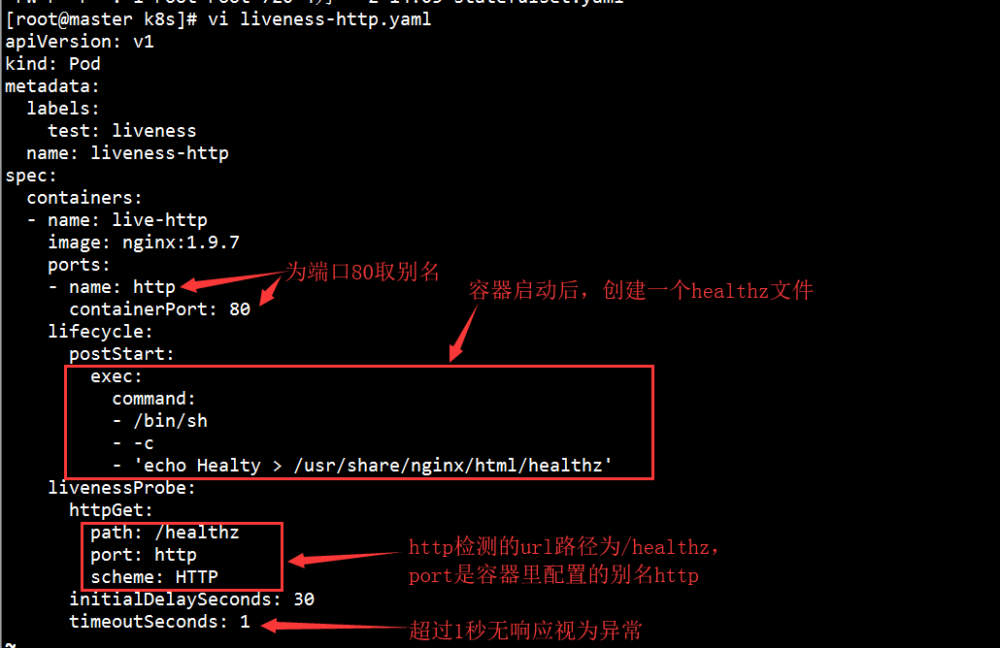 [root@master k8s]# vi liveness-http.yaml
apiVersion: v1
kind: Pod
metadata:
  labels:
    test: liveness
  name: liveness-http
spec:
  containers:
  - name: live-http
    image: nginx:1.9.7
    ports:
    - name: http
为端口80取别名
      containerPort: 80
容器启动后，创建一个healthz文件
    lifecycle:
      postStart:
        exec:
          command:
          - /bin/sh
          - -c
          - 'echo Healty > /usr/share/nginx/html/healthz'
    livenessProbe:
      httpGet:
        path: /healthz
        port: http
        scheme: HTTP
http检测的url路径为/healthz，
port是容器里配置的别名http
      initialDelaySeconds: 30
      timeoutSeconds: 1
超过1秒无响应视为异常
~